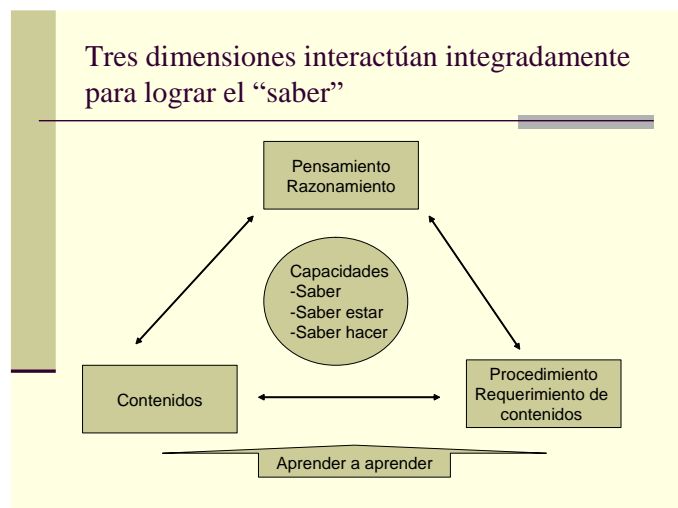 Tres dimensiones interactúan integradamente
para lograr el “saber”
Pensamiento
Razonamiento
Capacidades
-Saber
-Saber estar
-Saber hacer
Contenidos
Procedimiento
Requerimiento de
contenidos
Aprender a aprender